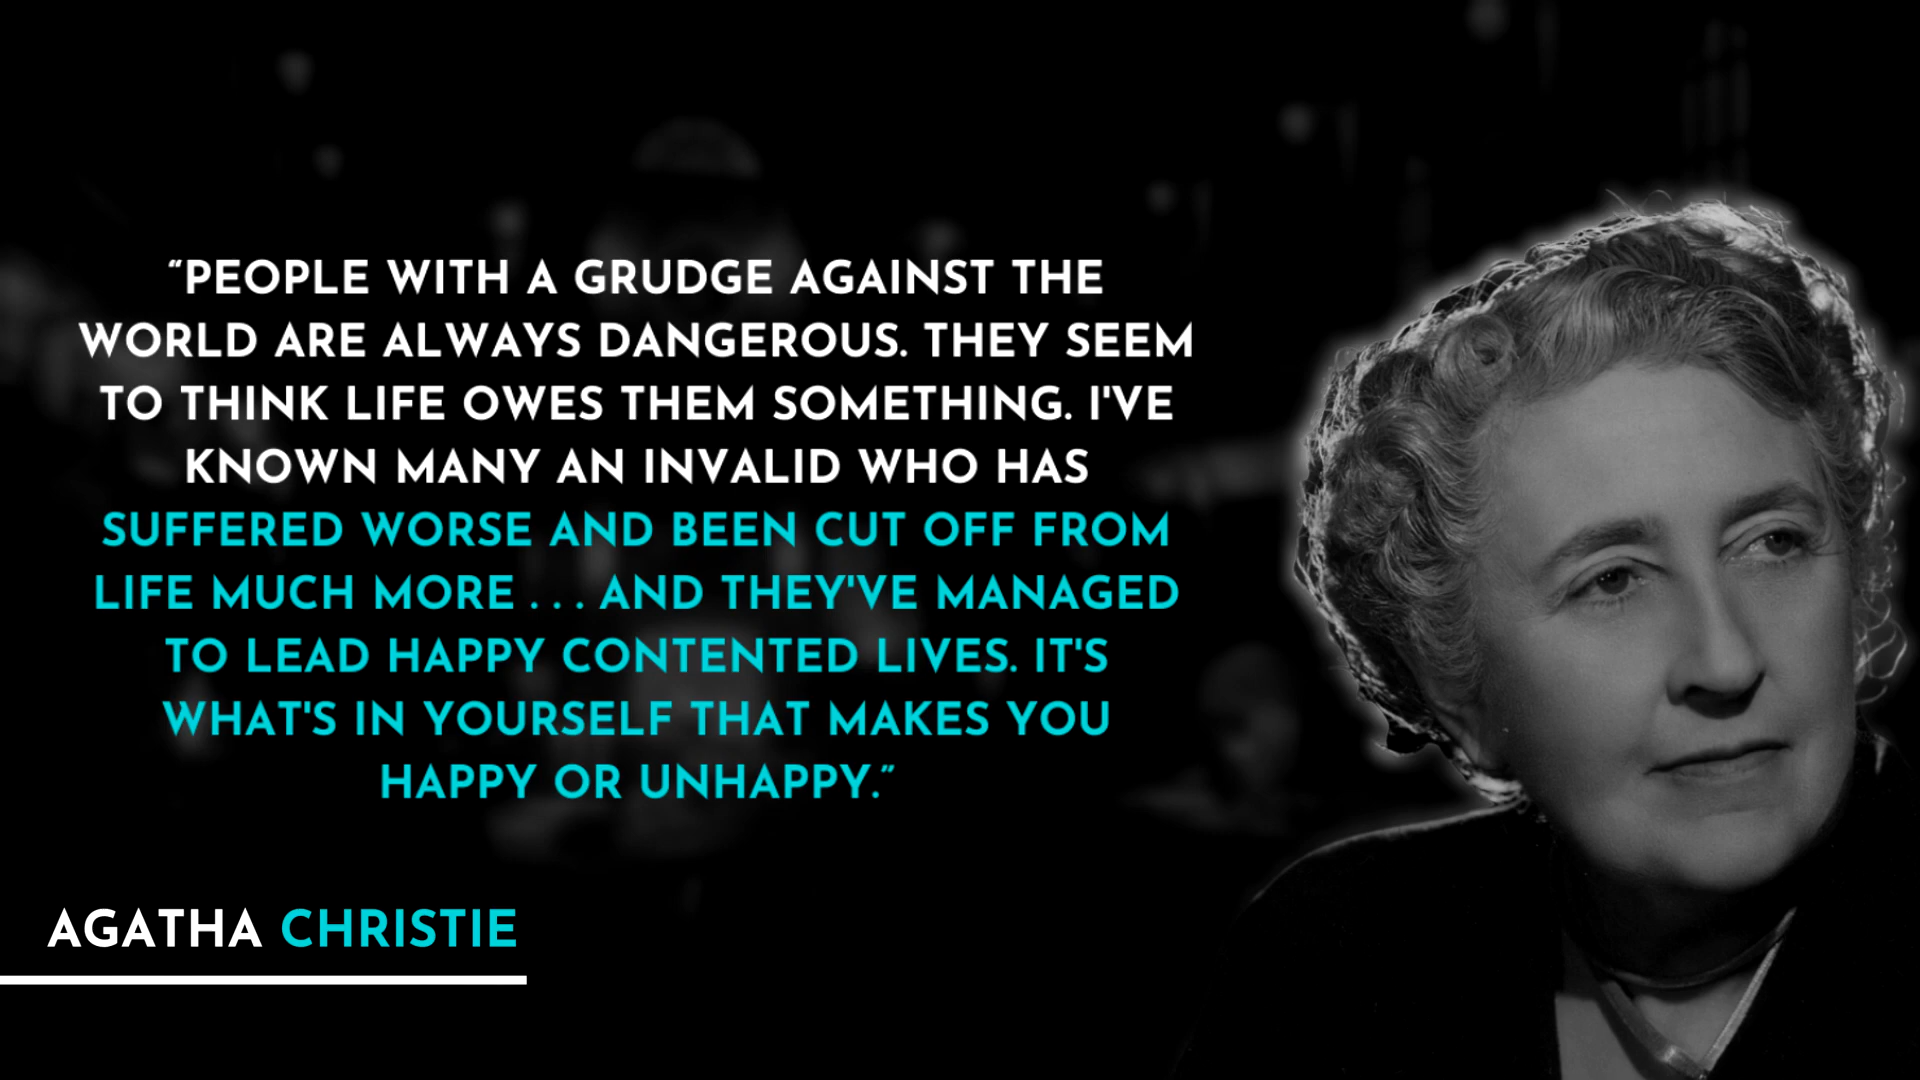 “PEOPLE WITH A GRUDGE AGAINST THE
WORLD ARE ALWAYS DANGEROUS. THEY SEEM
TO THINK LIFE OWES THEM SOMETHING. I'VE
KNOWN MANY AN INVALID WHO HAS
SUFFERED WORSE AND BEEN CUT OFF FROM
LIFE MUCH MORE . . . AND THEY'VE MANAGED
TO LEAD HAPPY CONTENTED LIVES. IT'S
WHAT'S IN YOURSELF THAT MAKES YOU
HAPPY OR UNHAPPY.”
AGATHA CHRISTIE